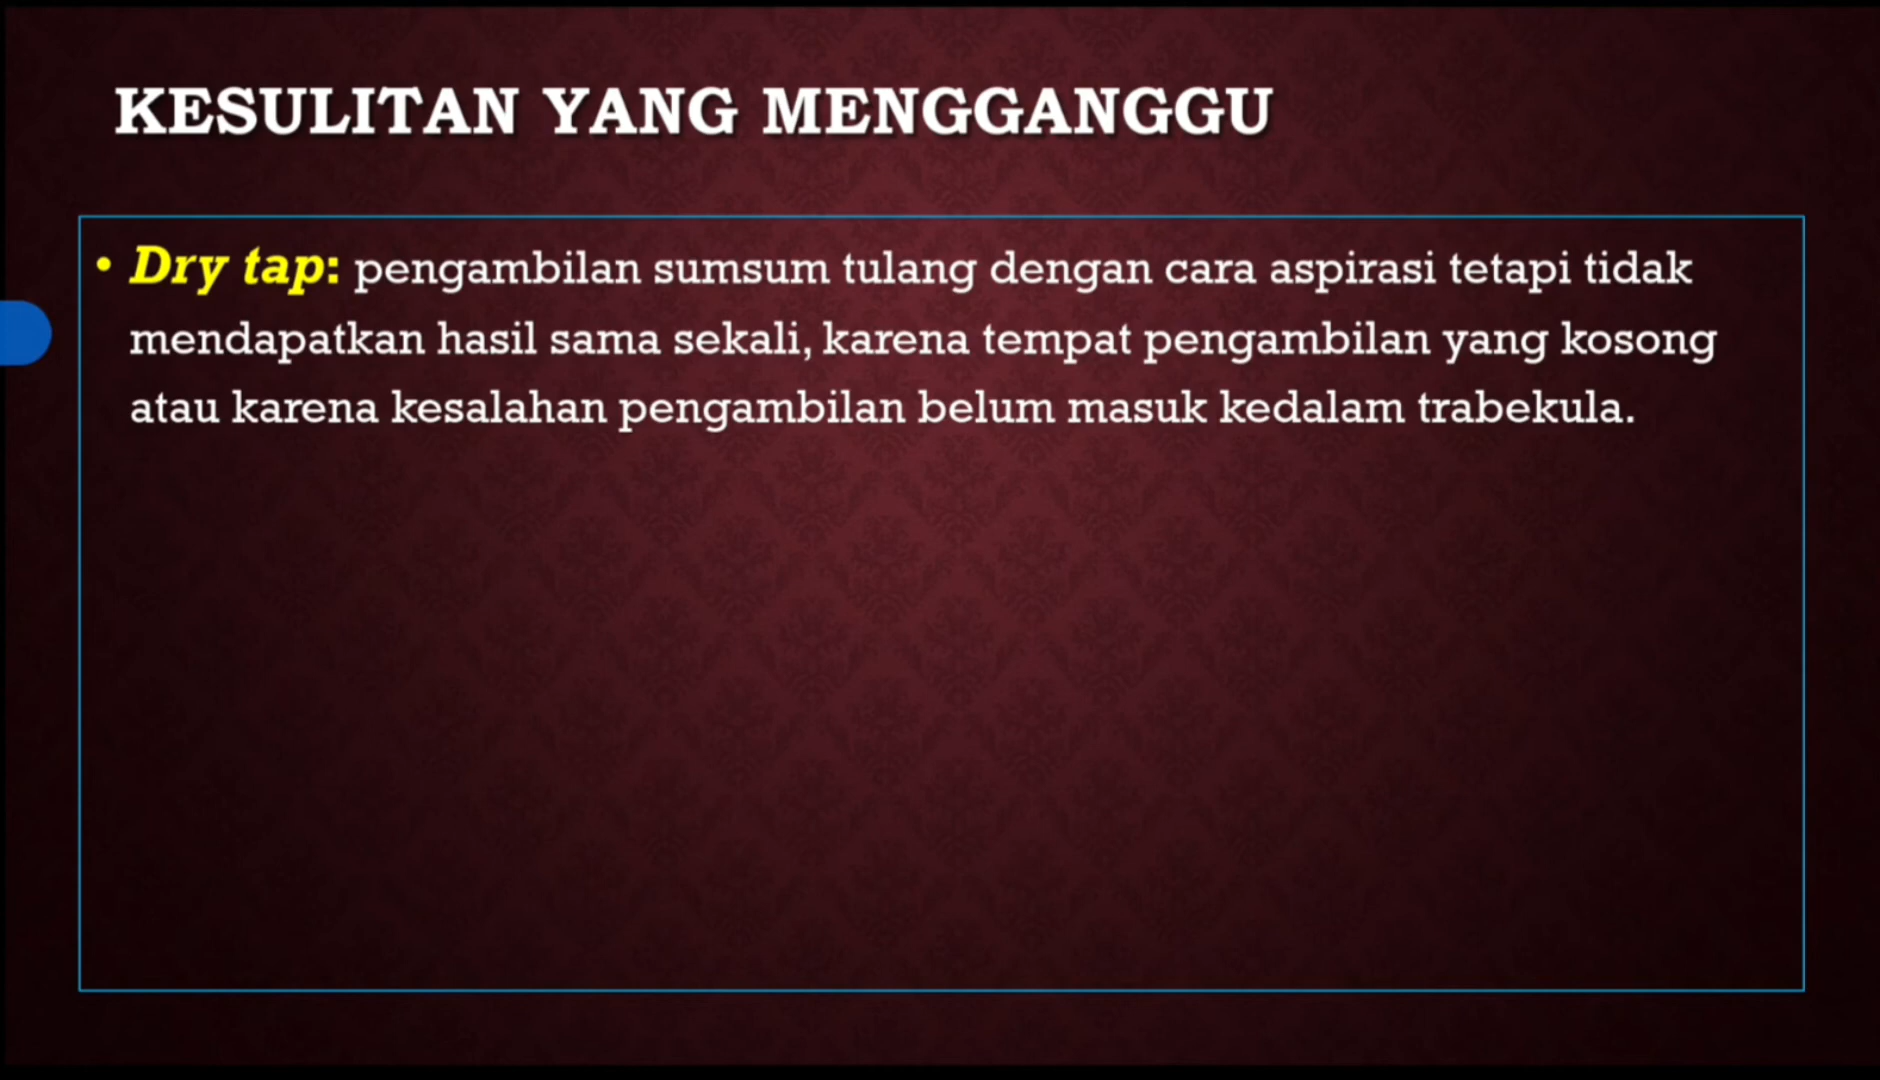 KESULITAN YANG MENGGANGGU
• Dry tap: pengambilan sumsum tulang dengan cara aspirasi tetapi tidak
mendapatkan hasil sama sekali, karena tempat pengambilan yang kosong
atau karena kesalahan pengambilan belum masuk kedalam trabekula.